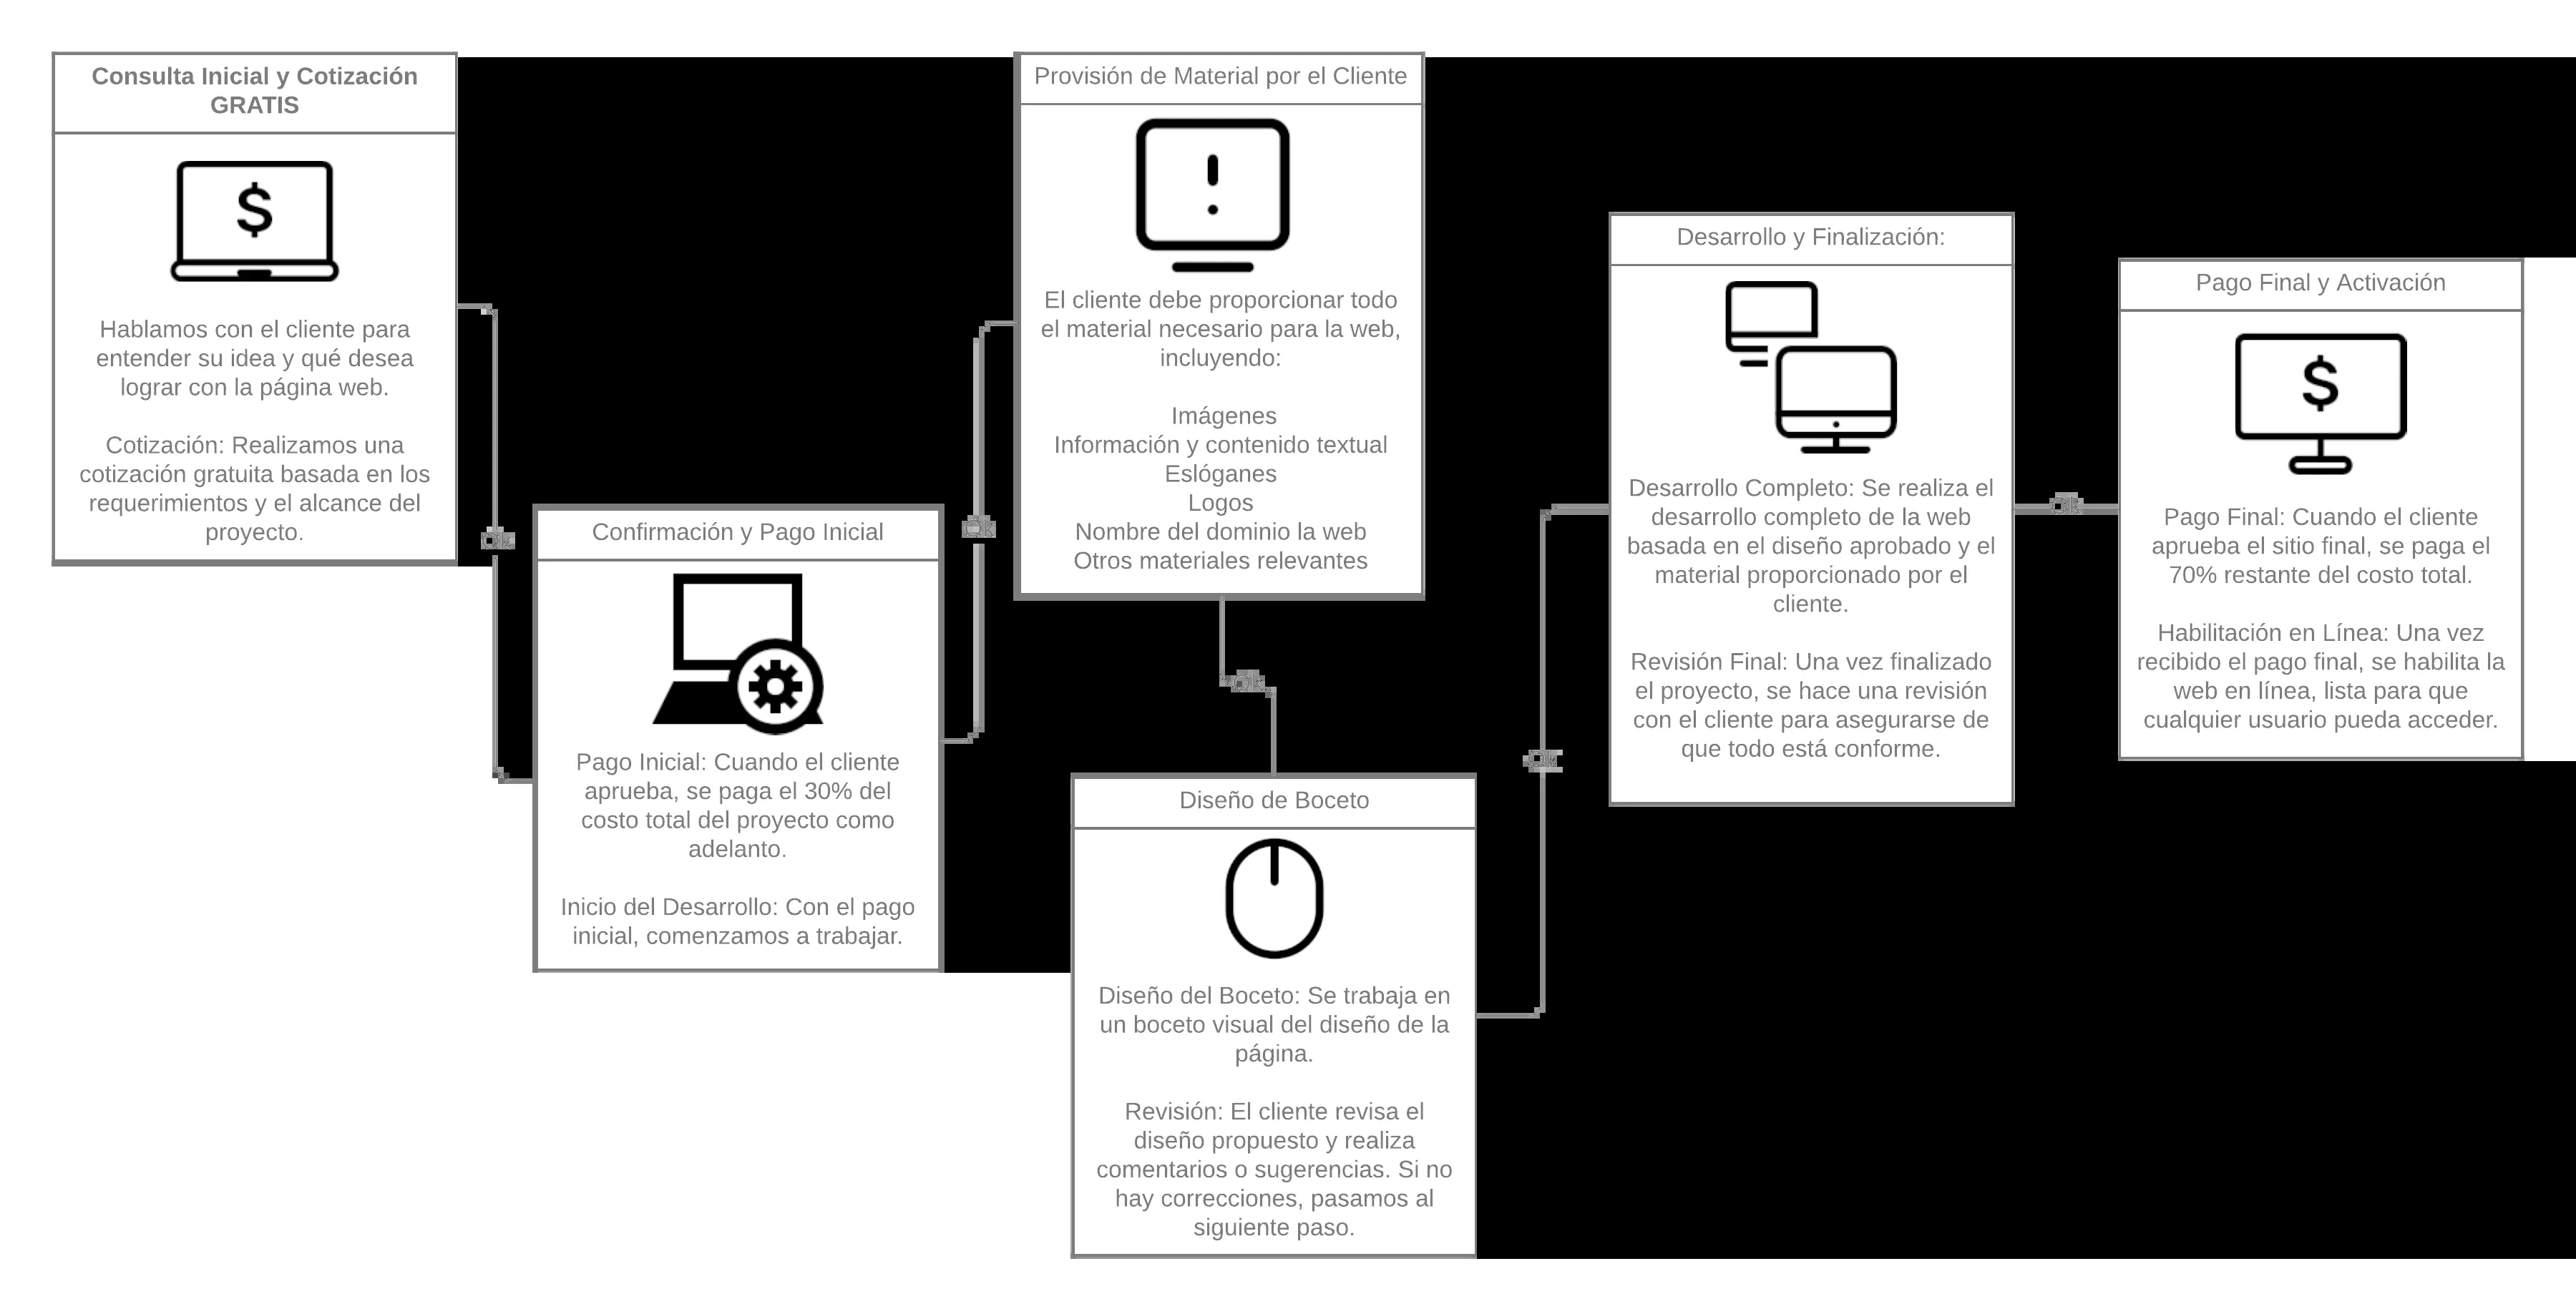 Consulta Inicial y Cotización
GRATIS
$
Hablamos con el cliente para
entender su idea y qué desea
lograr con la página web.
Cotización: Realizamos una
cotización gratuita basada en los
requerimientos y el alcance del
proyecto.
Confirmación y Pago Inicial
Pago Inicial: Cuando el cliente
aprueba, se paga el 30% del
costo total del proyecto como
adelanto.
Inicio del Desarrollo: Con el pago
inicial, comenzamos a trabajar.
Provisión de Material por el Cliente
!
El cliente debe proporcionar todo
el material necesario para la web,
incluyendo:
Imágenes
Información y contenido textual
Eslóganes
Logos
Nombre del dominio la web
Otros materiales relevantes
Diseño de Boceto
Diseño del Boceto: Se trabaja en
un boceto visual del diseño de la
página.
Revisión: El cliente revisa el
diseño propuesto y realiza
comentarios o sugerencias. Si no
hay correcciones, pasamos al
siguiente paso.
Desarrollo y Finalización:
Desarrollo Completo: Se realiza el
desarrollo completo de la web
basada en el diseño aprobado y el
material proporcionado por el
cliente.
Revisión Final: Una vez finalizado
el proyecto, se hace una revisión
con el cliente para asegurarse de
que todo está conforme.
Pago Final y Activación
$
Pago Final: Cuando el cliente
aprueba el sitio final, se paga el
70% restante del costo total.
Habilitación en Línea: Una vez
recibido el pago final, se habilita la
web en línea, lista para que
cualquier usuario pueda acceder.